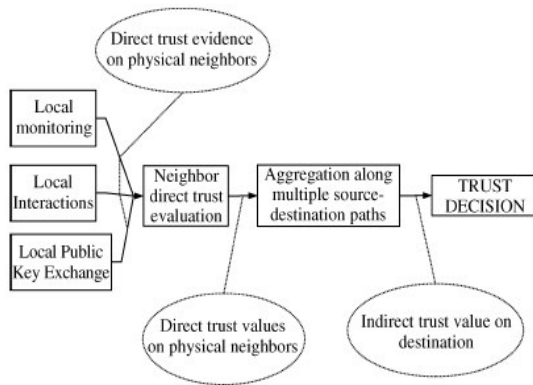 Direct trust evidence
on physical neighbors
Local
monitoring
Local
Interactions
Local Public
Key Exchange
Neighbor
direct trust
evaluation
Aggregation along
multiple source-
destination paths
TRUST
DECISION
Direct trust values
on physical neighbors
Indirect trust value on
destination